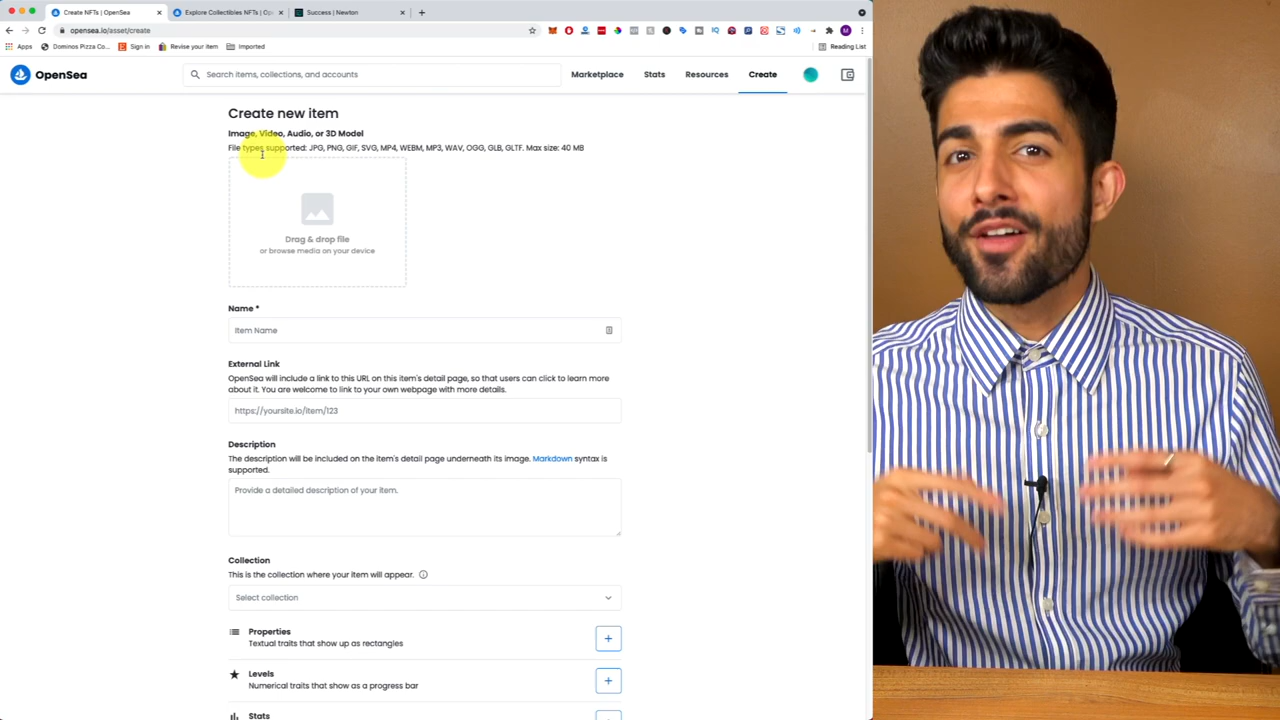 Create NFTs | OpenSea
Explore Collectibles NFTs | Ope
Success | Newton
opensea.io/asset/create
Apps
Dominos Pizza Co...
Sign in
Revise your item
Imported
Reading List
OpenSea
Search items, collections, and accounts
Marketplace
Stats
Resources
Create
Create new item
Image, Video, Audio, or 3D Model
File types supported: JPG, PNG, GIF, SVG, MP4, WEBM, MP3, WAV, OGG, GLB, GLTF. Max size: 40 MB
Drag & drop file
or browse media on your device
Name *
Item Name
External Link
OpenSea will include a link to this URL on this item's detail page, so that users can click to learn more
about it. You are welcome to link to your own webpage with more details.
https://yoursite.io/item/123
Description
The description will be included on the item's detail page underneath its image. Markdown syntax is
supported.
Provide a detailed description of your item.
Collection
This is the collection where your item will appear.
Select collection
Properties
Textual traits that show up as rectangles
Levels
Numerical traits that show as a progress bar
Stats